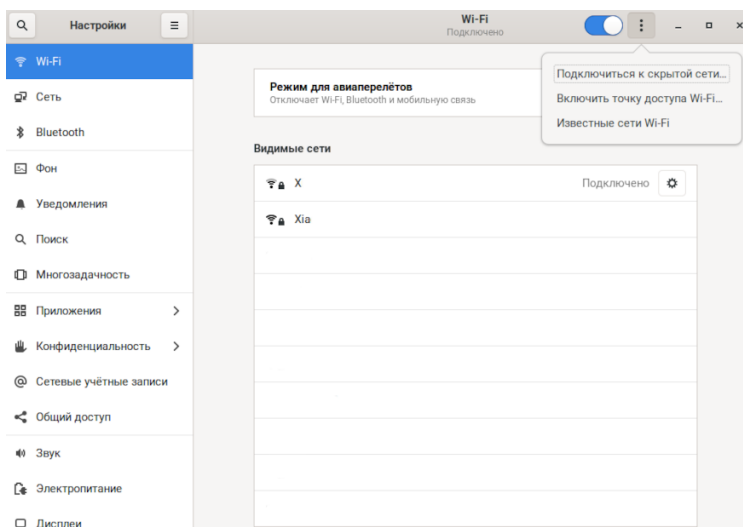 Настройки
Wi-Fi
Подключено
Wi-Fi
Сеть
Bluetooth
Фон
Уведомления
Поиск
Многозадачность
Приложения
Конфиденциальность
Сетевые учётные записи
Общий доступ
Звук
Электропитание
Дисплеи
Подключиться к скрытой сети...
Включить точку доступа Wi-Fi...
Известные сети Wi-Fi
Режим для авиаперелётов
Отключает Wi-Fi, Bluetooth и мобильную связь
Видимые сети
X Подключено
Xia